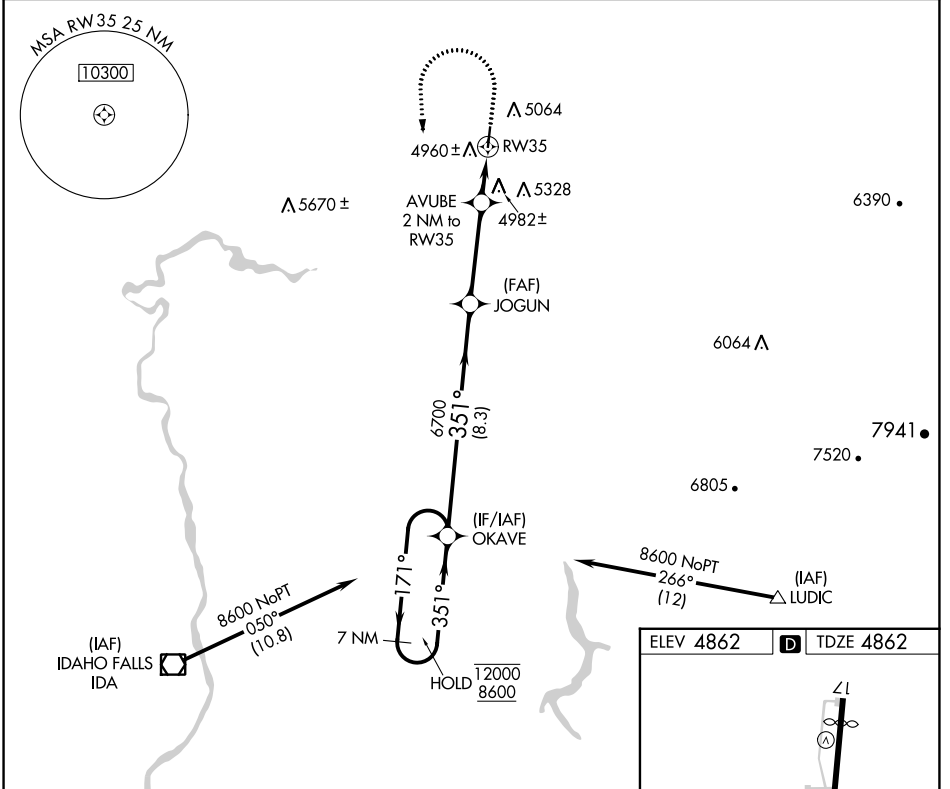 MSA RW35 25 NM
10300
5064
4960 ±
RW35
5328
4982 ±
AVUBE
2 NM to
RW35
5670 ±
6390
(FAF)
JOGUN
6064
6700
351°
(8.3)
7941
7520
6805
(IF/IAF)
OKAVE
171°
351°
8600 NoPT
266°
(12)
(IAF)
LUDIC
8600 NoPT
050°
(10.8)
(IAF)
IDAHO FALLS
IDA
7 NM
HOLD
12000
8600
ELEV 4862 D TDZE 4862
17
V